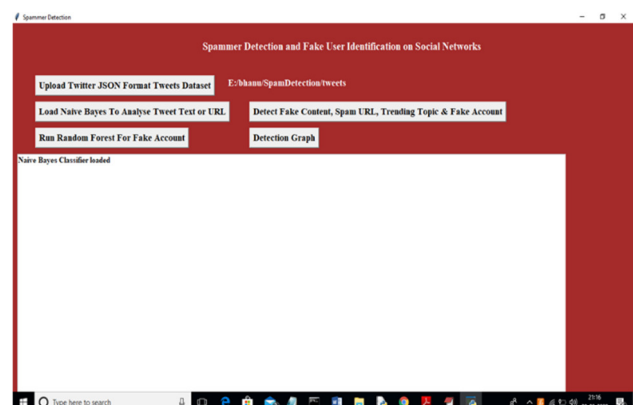 Spammer Detection
Spammer Detection and Fake User Identification on Social Networks
Upload Twitter JSON Format Tweets Dataset
E:/bhanu/SpamDetection/tweets
Load Naive Bayes To Analyse Tweet Text or URL
Detect Fake Content, Spam URL, Trending Topic & Fake Account
Run Random Forest For Fake Account
Detection Graph
Naive Bayes Classifier loaded
Type here to search
21:16